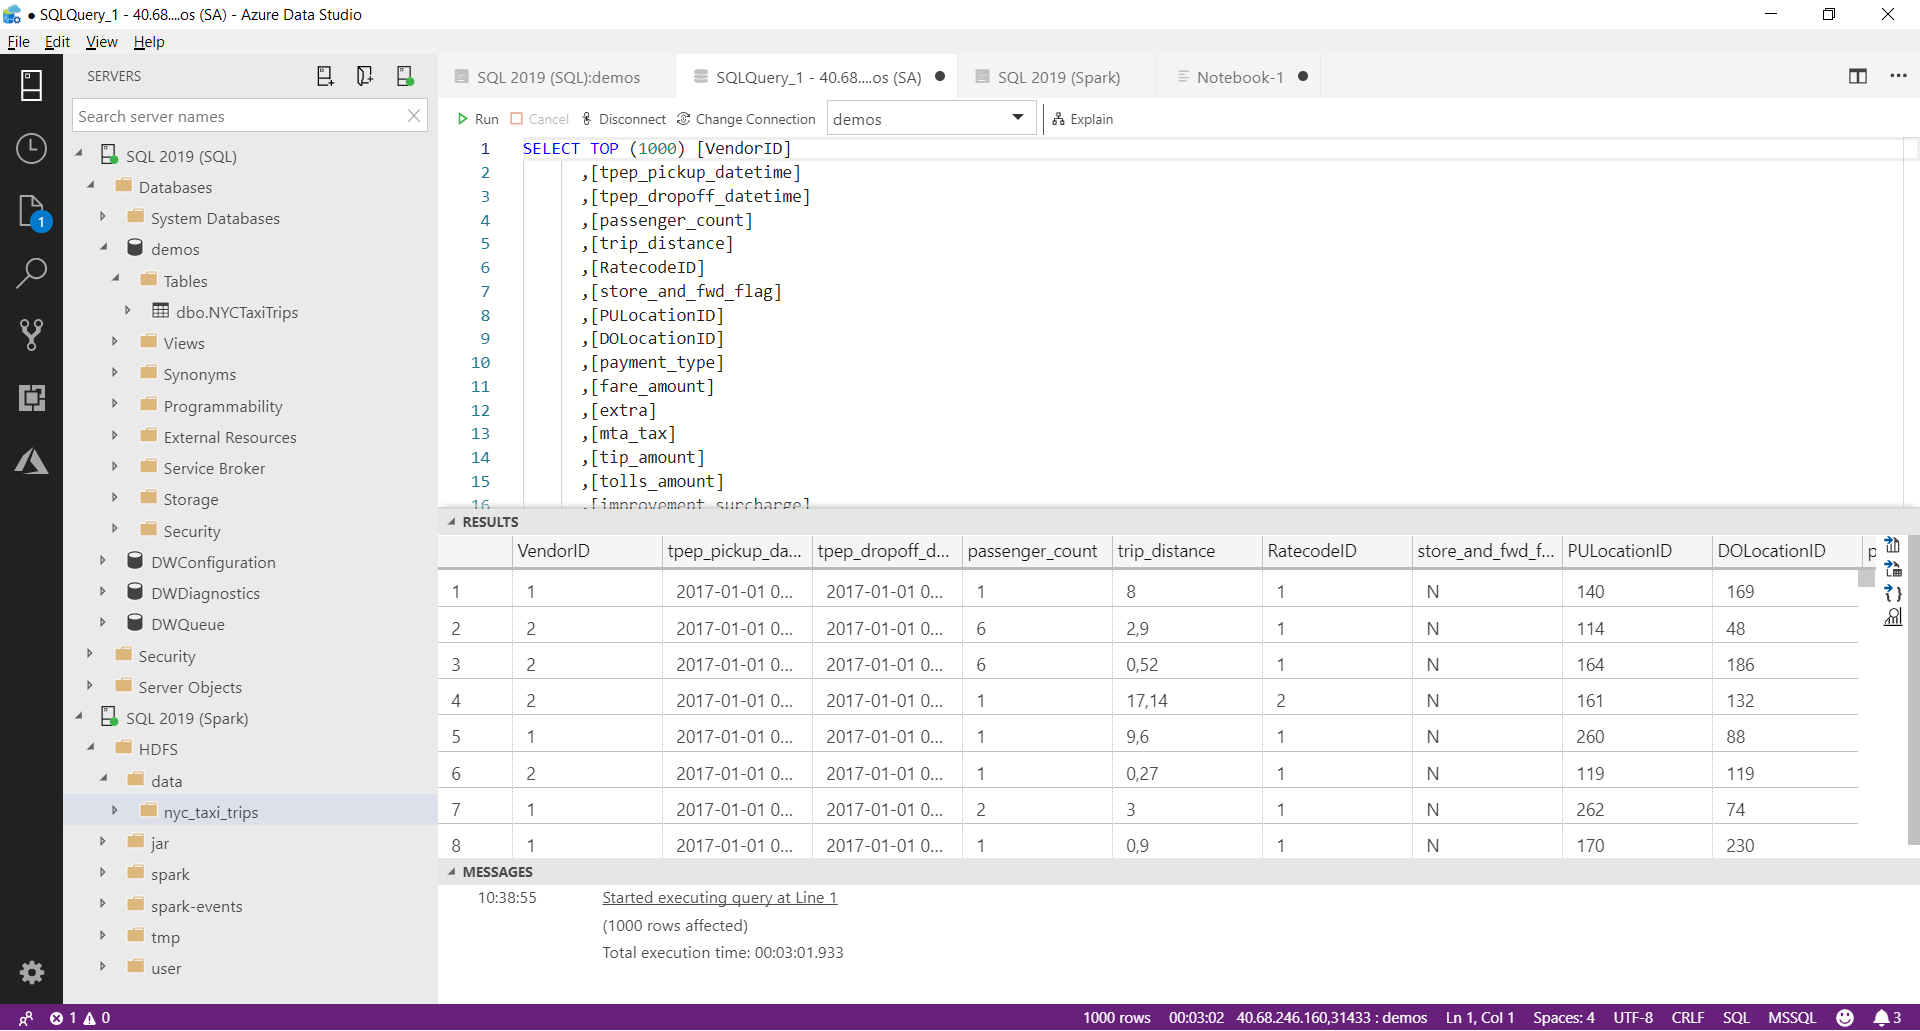 ● SQLQuery_1 - 40.68....os (SA) - Azure Data Studio
File Edit View Help
SERVERS
Search server names
SQL 2019 (SQL)
Databases
System Databases
demos
Tables
dbo.NYCTaxiTrips
Views
Synonyms
Programmability
External Resources
Service Broker
Storage
Security
DWConfiguration
DWDiagnostics
DWQueue
Security
Server Objects
SQL 2019 (Spark)
HDFS
data
nyc_taxi_trips
jar
spark
spark-events
tmp
user
1
SQL 2019 (SQL):demos SQLQuery_1 - 40.68....os (SA) ● SQL 2019 (Spark) Notebook-1 ●
Run Cancel Disconnect Change Connection demos Explain
1 SELECT TOP (1000) [VendorID]
2 ,[tpep_pickup_datetime]
3 ,[tpep_dropoff_datetime]
4 ,[passenger_count]
5 ,[trip_distance]
6 ,[RatecodeID]
7 ,[store_and_fwd_flag]
8 ,[PULocationID]
9 ,[DOLocationID]
10 ,[payment_type]
11 ,[fare_amount]
12 ,[extra]
13 ,[mta_tax]
14 ,[tip_amount]
15 ,[tolls_amount]
16 ,[improvement_surcharge]
RESULTS
VendorID tpep_pickup_da... tpep_dropoff_d... passenger_count trip_distance RatecodeID store_and_fwd_f... PULocationID DOLocationID p
1 1 2017-01-01 0... 2017-01-01 0... 1 8 1 N 140 169
2 2 2017-01-01 0... 2017-01-01 0... 6 2,9 1 N 114 48
3 2 2017-01-01 0... 2017-01-01 0... 6 0,52 1 N 164 186
4 2 2017-01-01 0... 2017-01-01 0... 1 17,14 2 N 161 132
5 1 2017-01-01 0... 2017-01-01 0... 1 9,6 1 N 260 88
6 2 2017-01-01 0... 2017-01-01 0... 1 0,27 1 N 119 119
7 1 2017-01-01 0... 2017-01-01 0... 2 3 1 N 262 74
8 1 2017-01-01 0... 2017-01-01 0... 1 0,9 1 N 170 230
MESSAGES
10:38:55 Started executing query at Line 1
(1000 rows affected)
Total execution time: 00:03:01.933
1 0 1000 rows 00:03:02 40.68.246.160,31433 : demos Ln 1, Col 1 Spaces: 4 UTF-8 CRLF SQL MSSQL 3